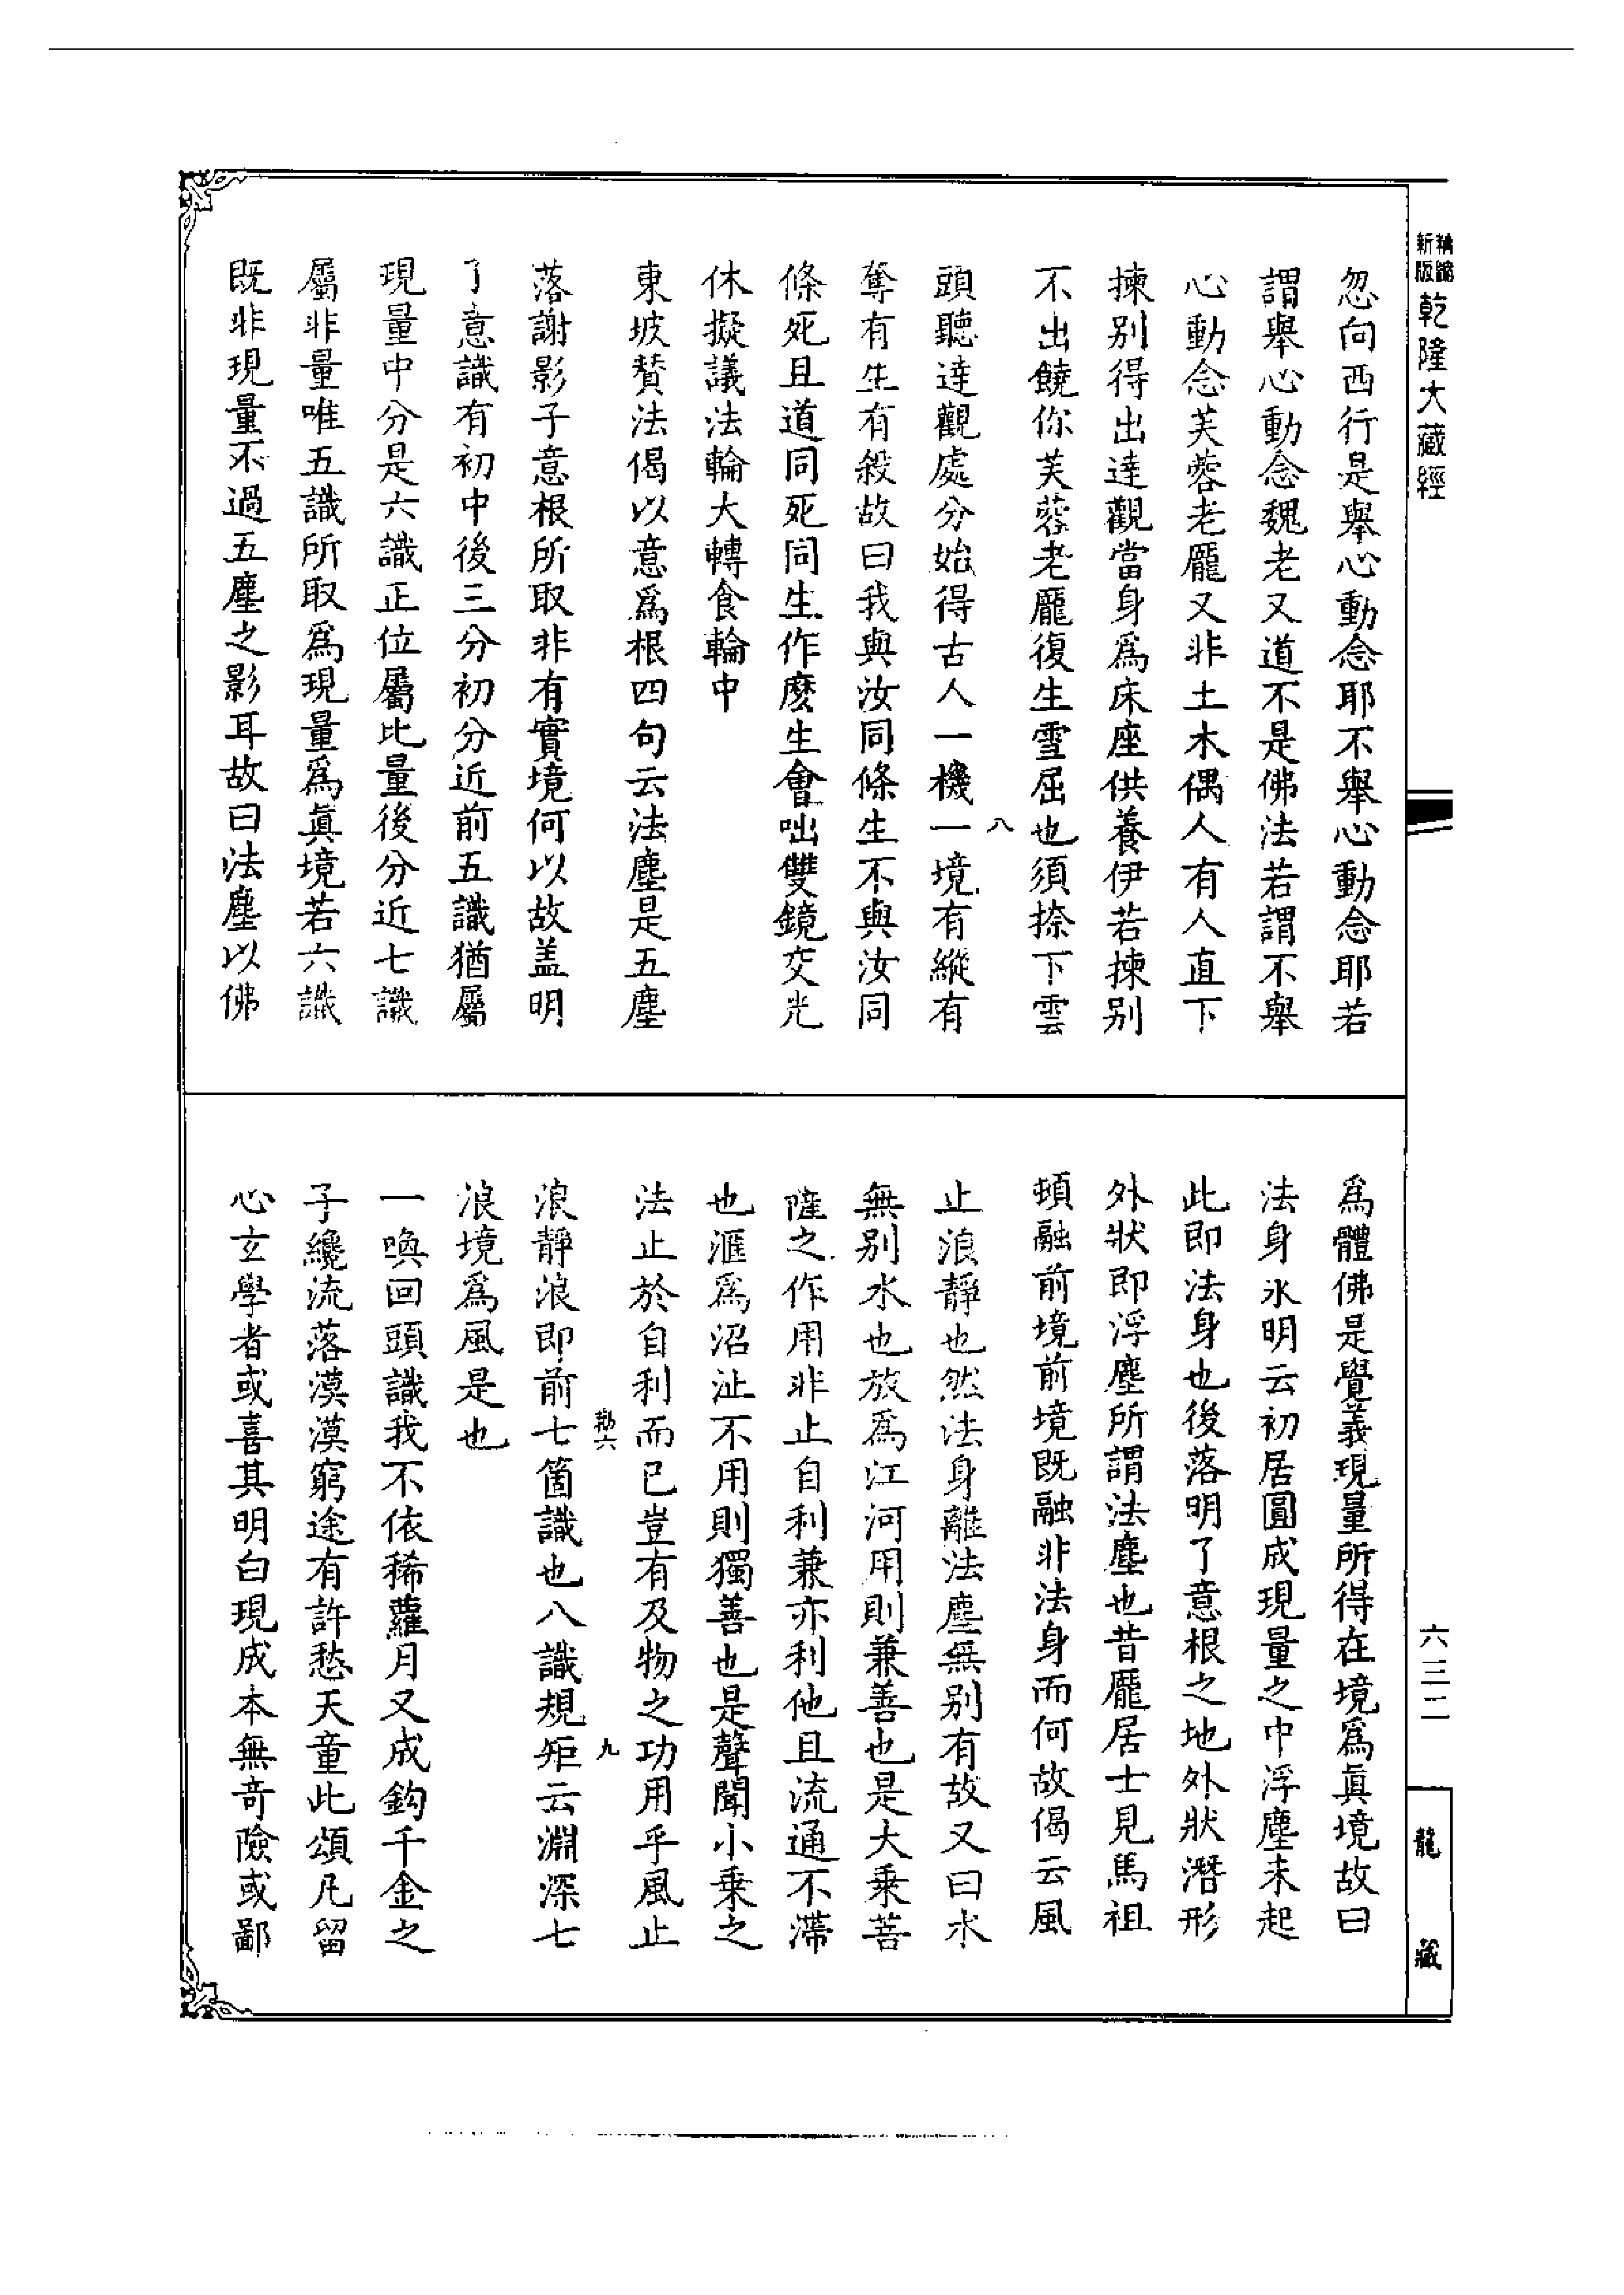 精繕
新版
乾隆大藏經
忽向西行是舉心動念耶不舉心動念耶若
謂舉心動念魏老又道不是佛法若謂不舉
心動念芙蓉老龎又非土木偶人有人直下
揀别得出達觀當身爲床座供養伊若揀别
不出饒你芙蓉老龎復生雪屈也須捺下雲
頭聽達觀處分始得古人一機一境有縱有
八
奪有生有殺故曰我與汝同條生不與汝同
條死且道同死同生作麽生會咄雙鏡交光
休擬議法輪大轉食輪中
東坡贊法偈以意爲根四句云法塵是五塵
落謝影子意根所取非有實境何以故盖明
了意識有初中後三分初分近前五識猶屬
現量中分是六識正位屬比量後分近七識
屬非量唯五識所取爲現量爲眞境若六識
既非現量不過五塵之影耳故曰法塵以佛
爲體佛是覺義現量所得在境爲眞境故曰
法身永明云初居圓成現量之中浮塵未起
此即法身也後落明了意根之地外狀潛形
外狀即浮塵所謂法塵也昔龎居士見馬祖
頓融前境前境既融非法身而何故偈云風
止浪靜也然法身離法塵無别有故又曰水
無别水也放爲江河用則兼善也是大乗菩
薩之作用非止自利兼亦利他且流通不滯
也滙爲沼沚不用則獨善也是聲聞小乗之
法止於自利而已豈有及物之功用乎風止
勒六
九
浪靜浪即前七箇識也八識規矩云淵深七
浪境爲風是也
一喚回頭識我不依稀蘿月又成鈎千金之
子纔流落漠漠窮途有許愁天童此頌凡留
心玄學者或喜其明白現成本無奇險或鄙
六三二
龍藏